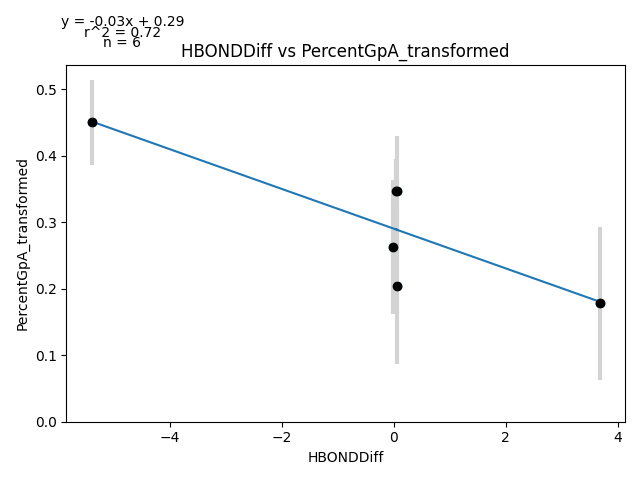 y = -0.03x + 0.29
r^2 = 0.72
n = 6
HBONDDiff vs PercentGpA_transformed
PercentGpA_transformed
0.5
0.4
0.3
0.2
0.1
0.0
−4
−2
0
2
4
HBONDDiff